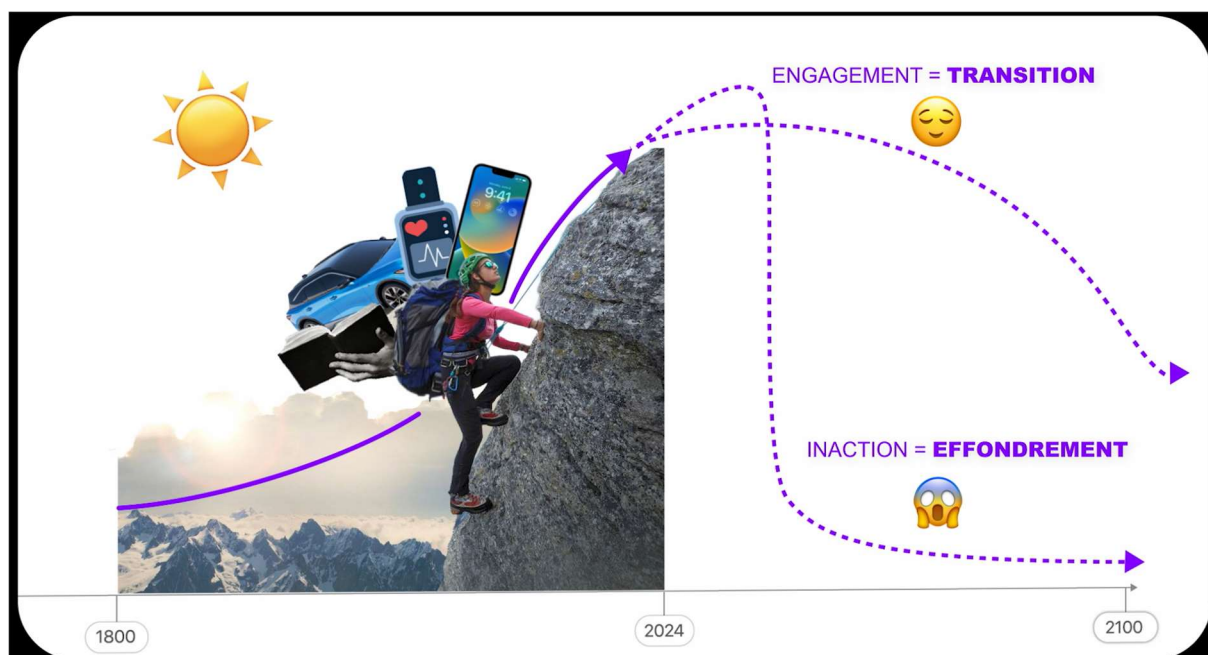 ENGAGEMENT = TRANSITION
9:41
INACTION = EFFONDREMENT
1800
2024
2100